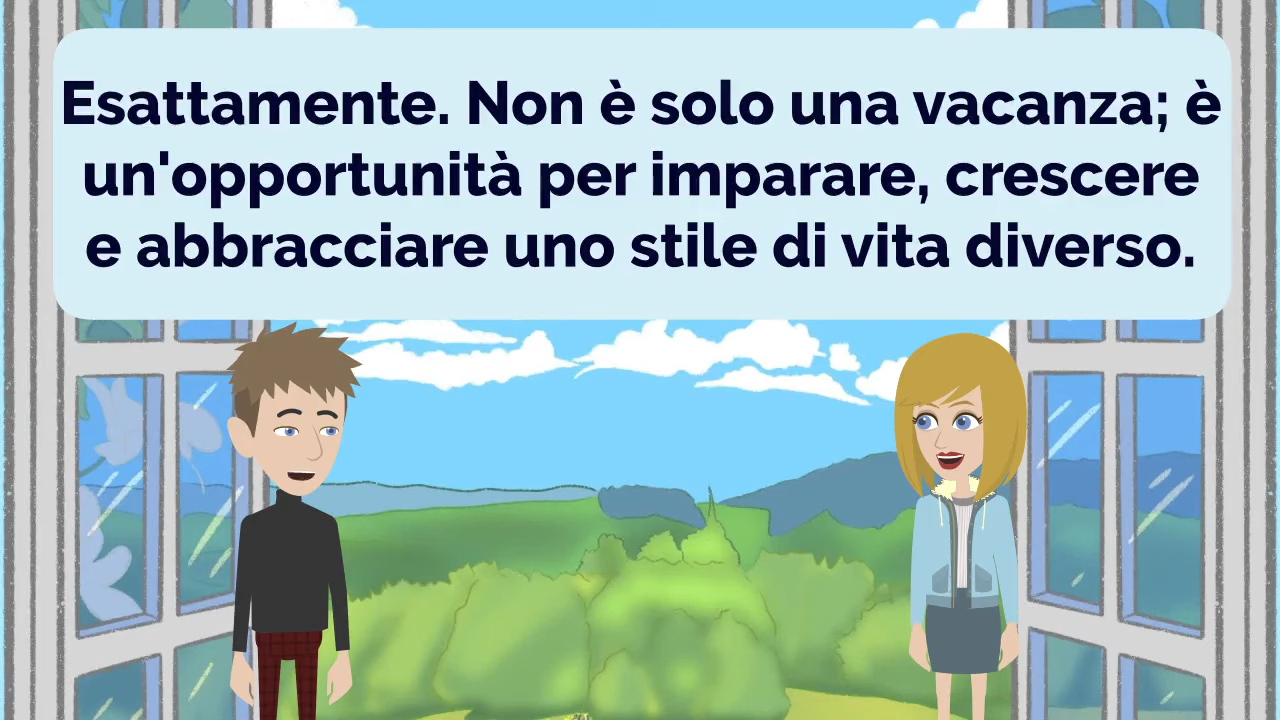 Esattamente. Non è solo una vacanza; è
un'opportunità per imparare, crescere
e abbracciare uno stile di vita diverso.